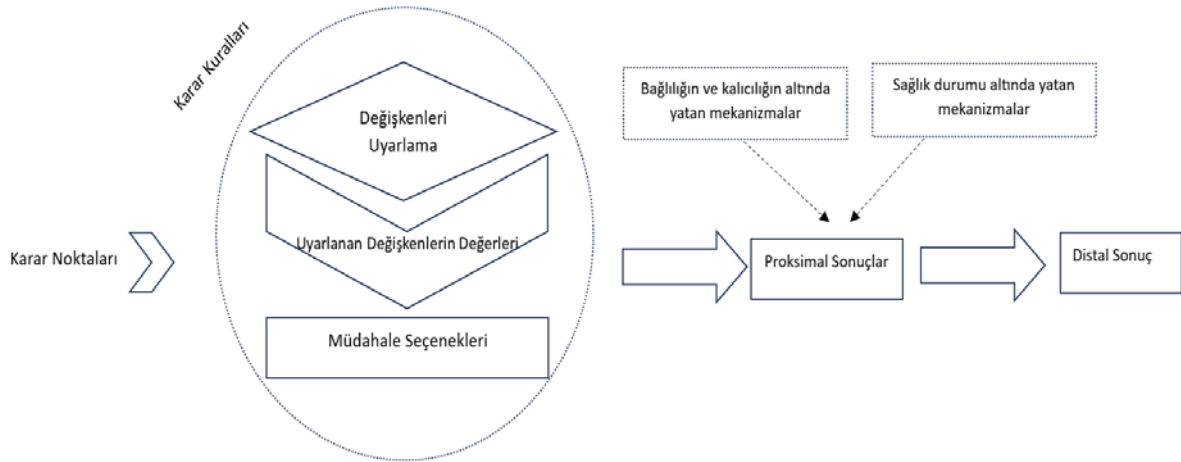 Karar Kuralları
Değişkenleri
Uyarlama
Uyarlanan Değişkenlerin Değerleri
Müdahale Seçenekleri
Karar Noktaları
Bağlılığın ve kalıcılığın altında
yatan mekanizmalar
Sağlık durumu altında yatan
mekanizmalar
Proksimal Sonuçlar
Distal Sonuç